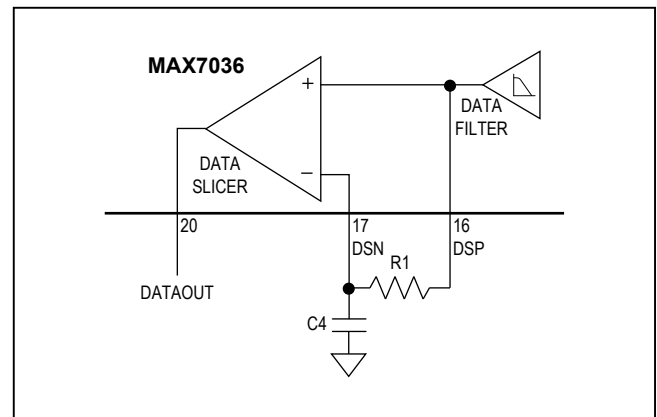 MAX7036
+
DATA
FILTER
DATA
SLICER
−
20
17
16
DSN
DSP
R1
DATAOUT
C4